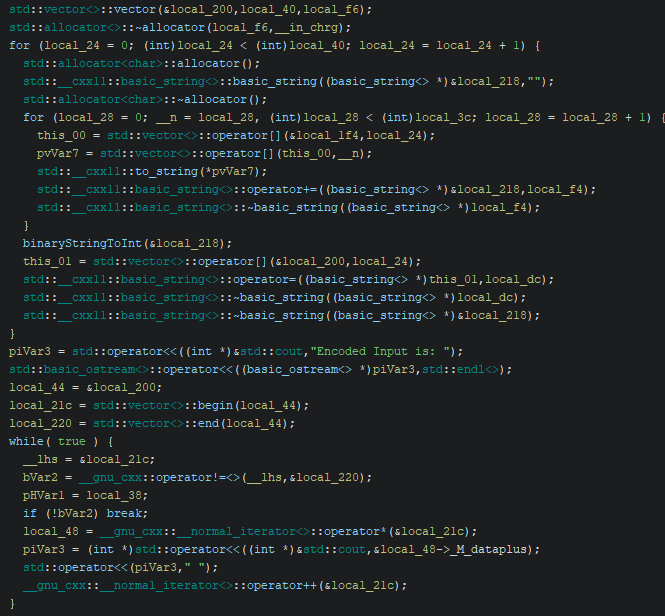 std::vector<>::vector(&local_200,local_40,local_f6);
std::allocator<>::~allocator(local_f6,__in_chrg);
for (local_24 = 0; (int)local_24 < (int)local_40; local_24 = local_24 + 1) {
std::allocator<char>::allocator();
std::__cxx11::basic_string<>::basic_string((basic_string<> *)&local_218,"");
std::allocator<char>::~allocator();
for (local_28 = 0; __n = local_28, (int)local_28 < (int)local_3c; local_28 = local_28 + 1) {
this_00 = std::vector<>::operator[](&local_1f4,local_24);
pvVar7 = std::vector<>::operator[](this_00,__n);
std::__cxx11::to_string(*pvVar7);
std::__cxx11::basic_string<>::operator+=((basic_string<> *)&local_218,local_f4);
std::__cxx11::basic_string<>::~basic_string((basic_string<> *)local_f4);
}
binaryStringToInt(&local_218);
this_01 = std::vector<>::operator[](&local_200,local_24);
std::__cxx11::basic_string<>::operator=((basic_string<> *)this_01,local_dc);
std::__cxx11::basic_string<>::~basic_string((basic_string<> *)local_dc);
std::__cxx11::basic_string<>::~basic_string((basic_string<> *)&local_218);
}
piVar3 = std::operator<<((int *)&std::cout,"Encoded Input is: ");
std::basic_ostream<>::operator<<((basic_ostream<> *)piVar3,std::endl<>);
local_44 = &local_200;
local_21c = std::vector<>::begin(local_44);
local_220 = std::vector<>::end(local_44);
while( true ) {
__lhs = &local_21c;
bVar2 = __gnu_cxx::operator!=<>(__lhs,&local_220);
pHVar1 = local_38;
if (!bVar2) break;
local_48 = __gnu_cxx::__normal_iterator<>::operator*(&local_21c);
piVar3 = (int *)std::operator<<((int *)&std::cout,&local_48->_M_dataplus);
std::operator<<(piVar3," ");
__gnu_cxx::__normal_iterator<>::operator++(&local_21c);
}